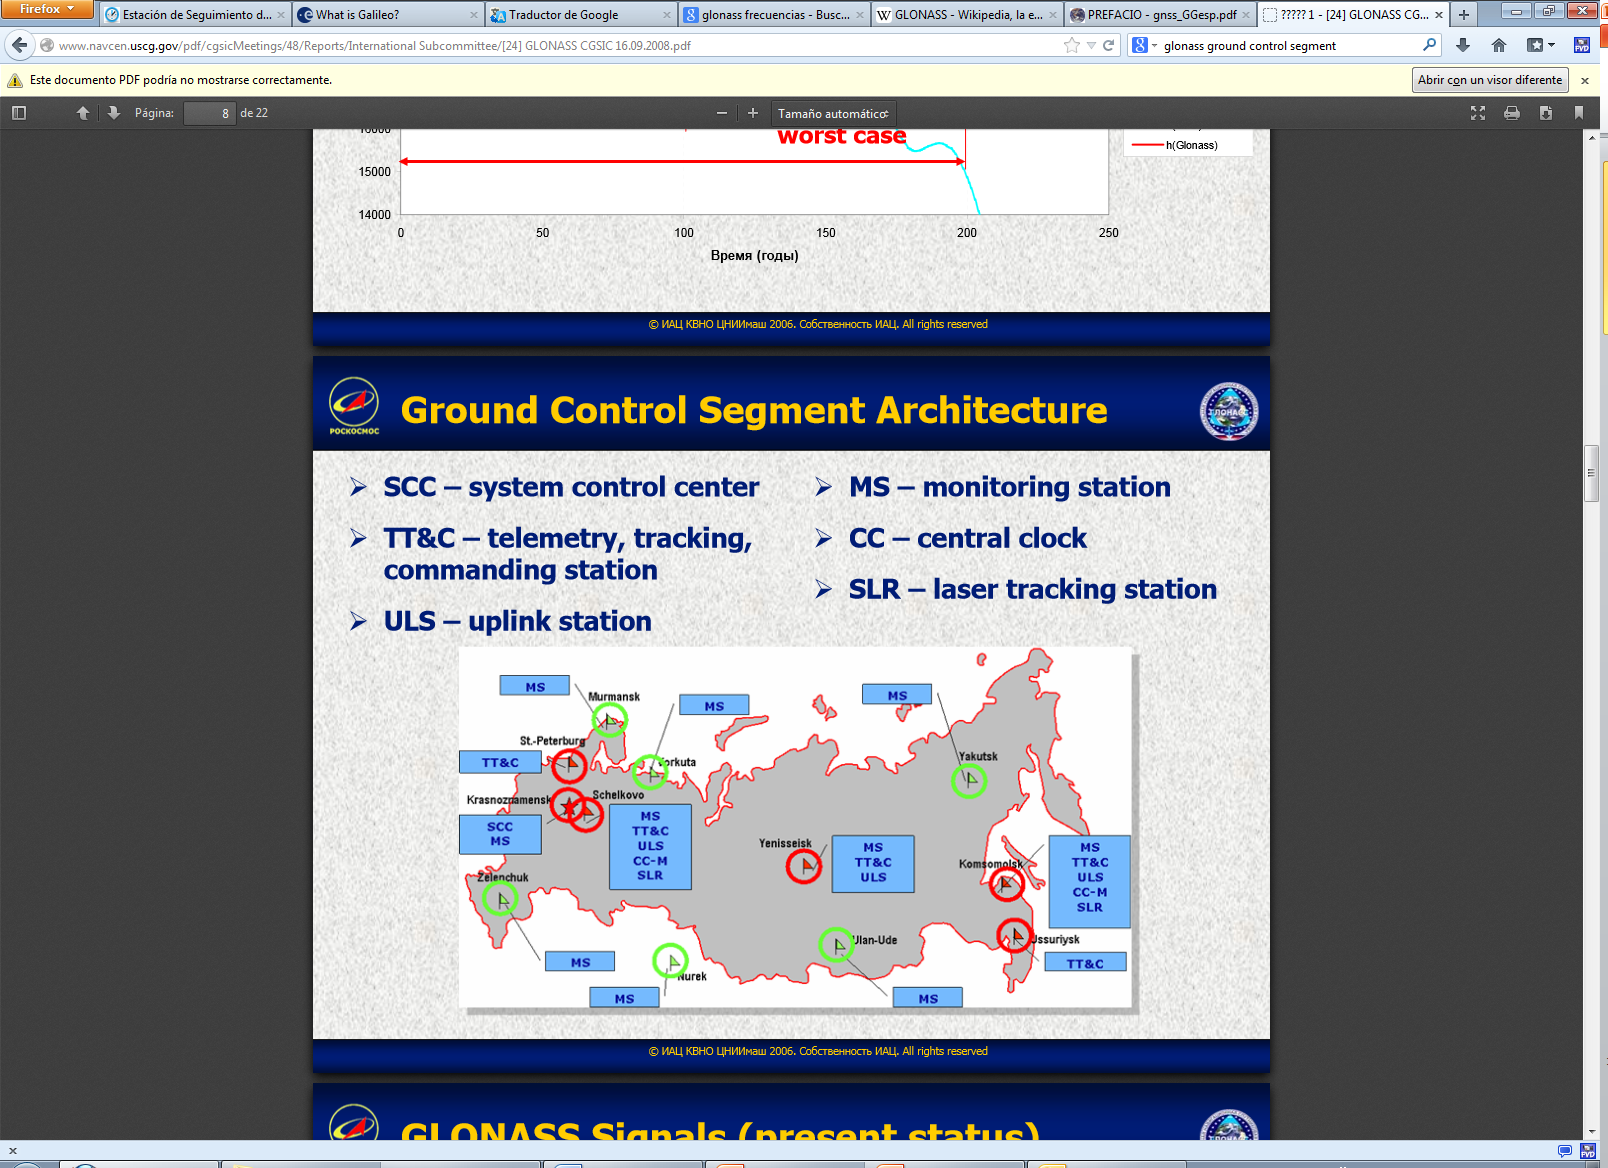 Firefox
Estación de Seguimiento d...
What is Galileo?
Traductor de Google
glonass frecuencias - Busc...
GLONASS - Wikipedia, la e...
PREFACIO - gnss_GGesp.pdf
????? 1 - [24] GLONASS CG...
www.navcen.uscg.gov/pdf/cgsicMeetings/48/Reports/International Subcommittee/[24] GLONASS CGSIC 16.09.2008.pdf
glonass ground control segment
Este documento PDF podría no mostrarse correctamente.
Abrir con un visor diferente
Página:
8
de 22
Tamaño automático
worst case
h(Glonass)
15000
14000
0
50
100
150
200
250
Время (годы)
© ИАЦ КВНО ЦНИИмаш 2006. Собственность ИАЦ. All rights reserved
РОСКОСМОС
Ground Control Segment Architecture
ГЛОНАСС
SCC – system control center
TT&C – telemetry, tracking,
commanding station
ULS – uplink station
MS – monitoring station
CC – central clock
SLR – laser tracking station
MS
Murmansk
MS
MS
St.-Peterburg
TT&C
Vorkuta
Yakutsk
Krasnoznamensk
Schelkovo
SCC
MS
MS
TT&C
ULS
CC-M
SLR
Yenisseisk
MS
TT&C
ULS
Komsomolsk
MS
TT&C
ULS
CC-M
SLR
Zelenchuk
MS
Nurek
MS
Ulan-Ude
MS
Ussuriysk
TT&C
© ИАЦ КВНО ЦНИИмаш 2006. Собственность ИАЦ. All rights reserved
GLONASS Signals (present status)
FVD